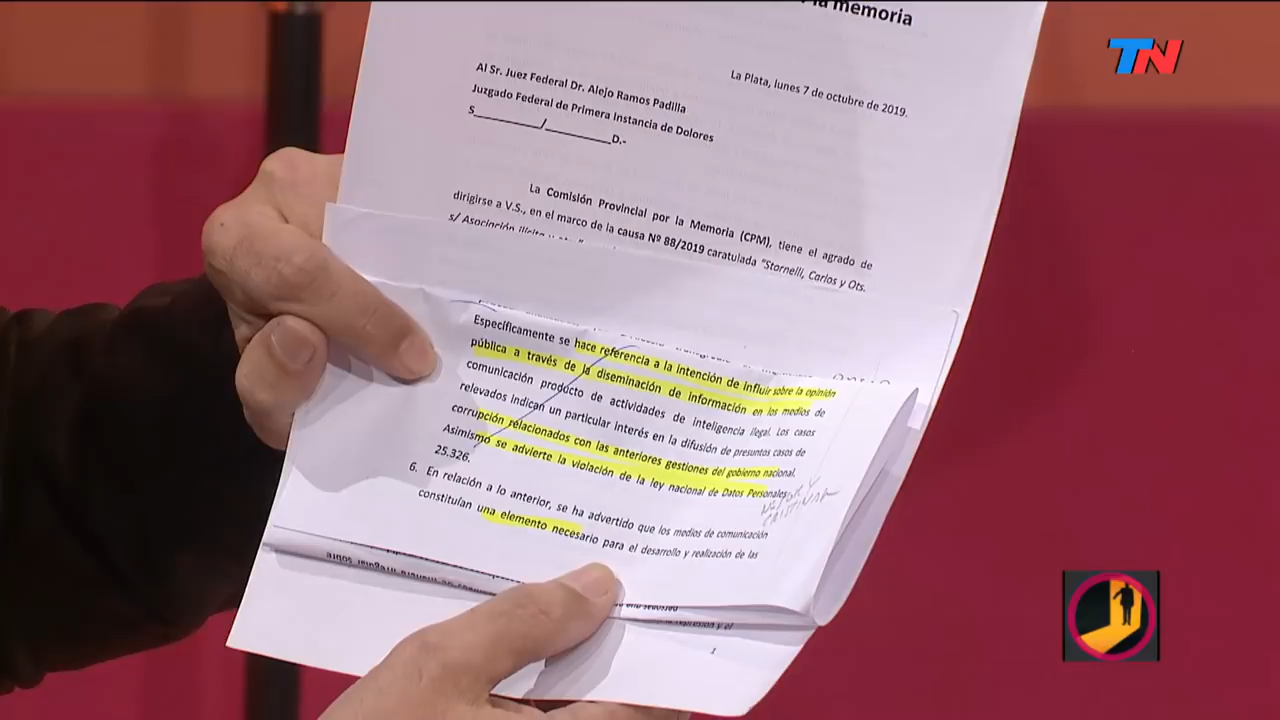 la memoria
TN
La Plata, lunes 7 de octubre de 2019.
Al Sr. Juez Federal Dr. Alejo Ramos Padilla
Juzgado Federal de Primera Instancia de Dolores
S_________/_________D.-
La Comisión Provincial por la Memoria (CPM), tiene el agrado de
dirigirse a V.S., en el marco de la causa Nº 88/2019 caratulada "Stornelli, Carlos y Ots.
s/ Asociación ilícita y
Específicamente se hace referencia a la intención de influir sobre la opinión
pública a través de la diseminación de información en los medios de
comunicación producto de actividades de inteligencia ilegal. Los casos
relevados indican un particular interés en la difusión de presuntos casos de
corrupción relacionados con las anteriores gestiones del gobierno nacional.
Asimismo se advierte la violación de la ley nacional de Datos Personales
25.326.
NESTOR Y
CRISTINA
6. En relación a lo anterior, se ha advertido que los medios de comunicación
constituían una elemento necesario para el desarrollo y realización de las
represión y el
1